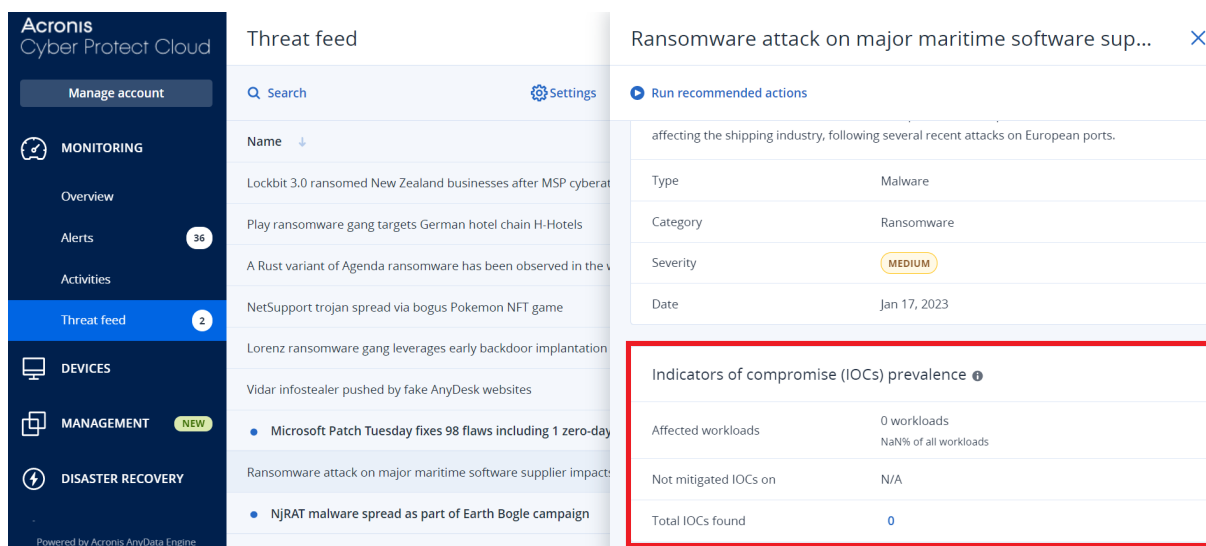 Acronis
Cyber Protect Cloud
Manage account
MONITORING
Overview
Alerts 36
Activities
Threat feed 2
DEVICES
MANAGEMENT NEW
DISASTER RECOVERY
Powered by Acronis AnyData Engine
Threat feed
Search Settings
Name
Lockbit 3.0 ransomed New Zealand businesses after MSP
Play ransomware gang targets German hotel chain H-Hotels
A Rust variant of Agenda ransomware has been observed in the
NetSupport trojan spread via bogus Pokemon NFT game
Lorenz ransomware gang leverages early backdoor implantation
Vidar infostealer pushed by fake AnyDesk websites
Microsoft Patch Tuesday fixes 98 flaws including 1 zero-day
Ransomware attack on major maritime software supplier impacts
NjRAT malware spread as part of Earth Bogle campaign
Ransomware attack on major maritime software sup...
Run recommended actions
affecting the shipping industry, following several recent attacks on European ports.
Type Malware
Category Ransomware
Severity MEDIUM
Date Jan 17, 2023
Indicators of compromise (IOCs) prevalence
Affected workloads 0 workloads
NaN% of all workloads
Not mitigated IOCs on N/A
Total IOCs found 0